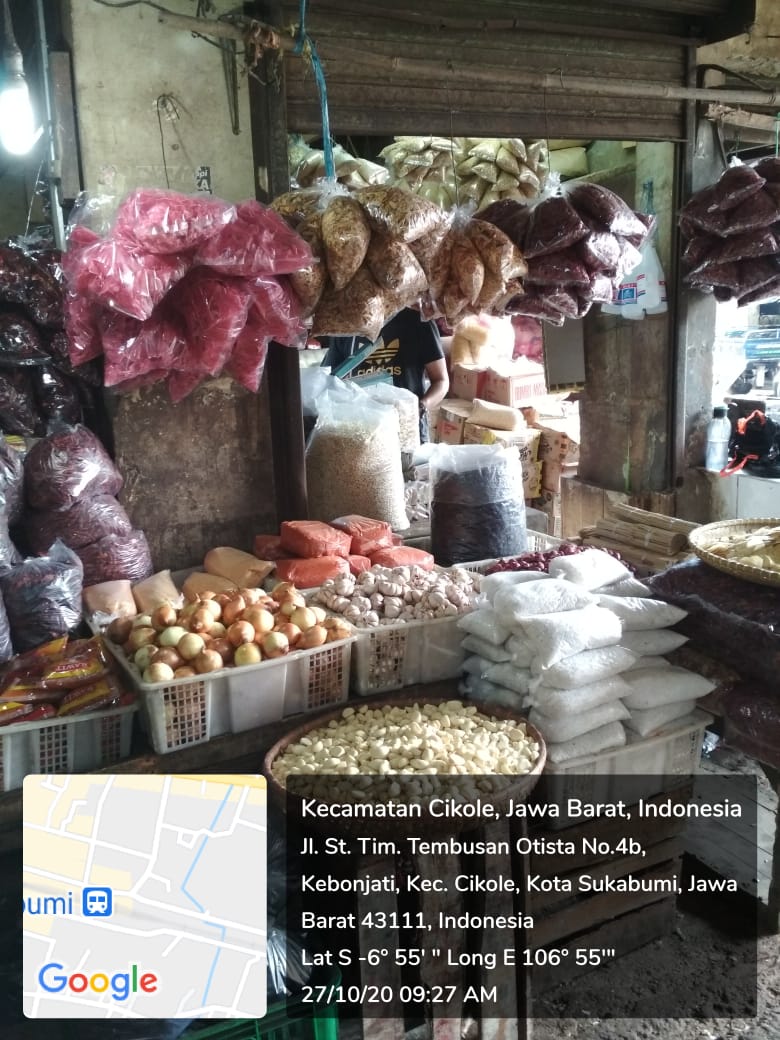 adidas
RAWIT
umi
Google
Kecamatan Cikole, Jawa Barat, Indonesia
Jl. St. Tim. Tembusan Otista No.4b,
Kebonjati, Kec. Cikole, Kota Sukabumi, Jawa
Barat 43111, Indonesia
Lat S -6° 55' " Long E 106° 55'"
27/10/20 09:27 AM